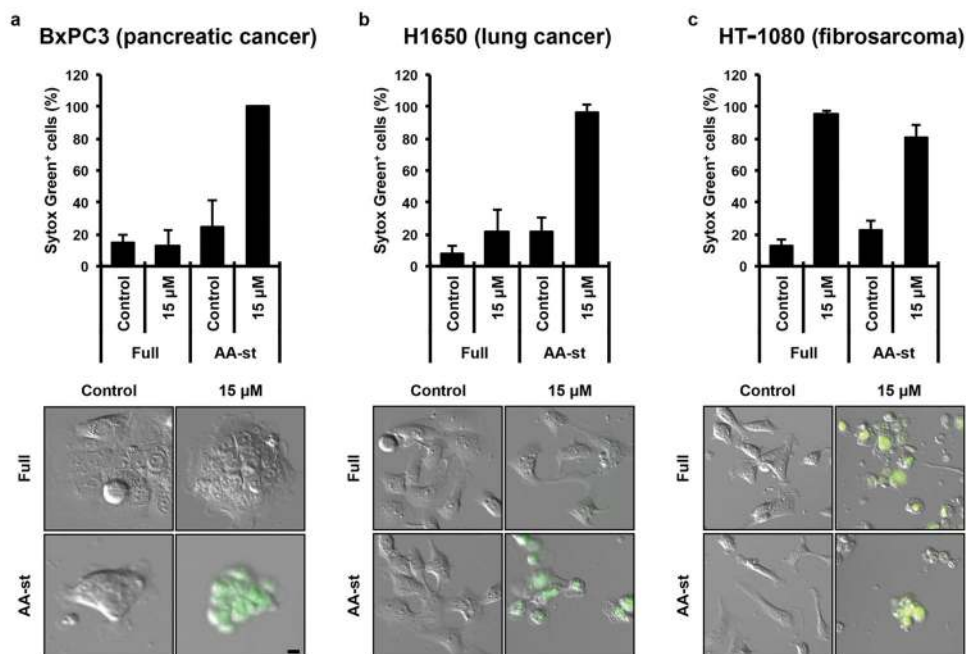 a
BxPC3 (pancreatic cancer)
Sytox Green⁺ cells (%)
120
100
80
60
40
20
0
Control
15 µM
Control
15 µM
Full
AA-st
Control
15 µM
Full
AA-st
b
H1650 (lung cancer)
Sytox Green⁺ cells (%)
120
100
80
60
40
20
0
Control
15 µM
Control
15 µM
Full
AA-st
Control
15 µM
Full
AA-st
c
HT-1080 (fibrosarcoma)
Sytox Green⁺ cells (%)
120
100
80
60
40
20
0
Control
15 µM
Control
15 µM
Full
AA-st
Control
15 µM
Full
AA-st